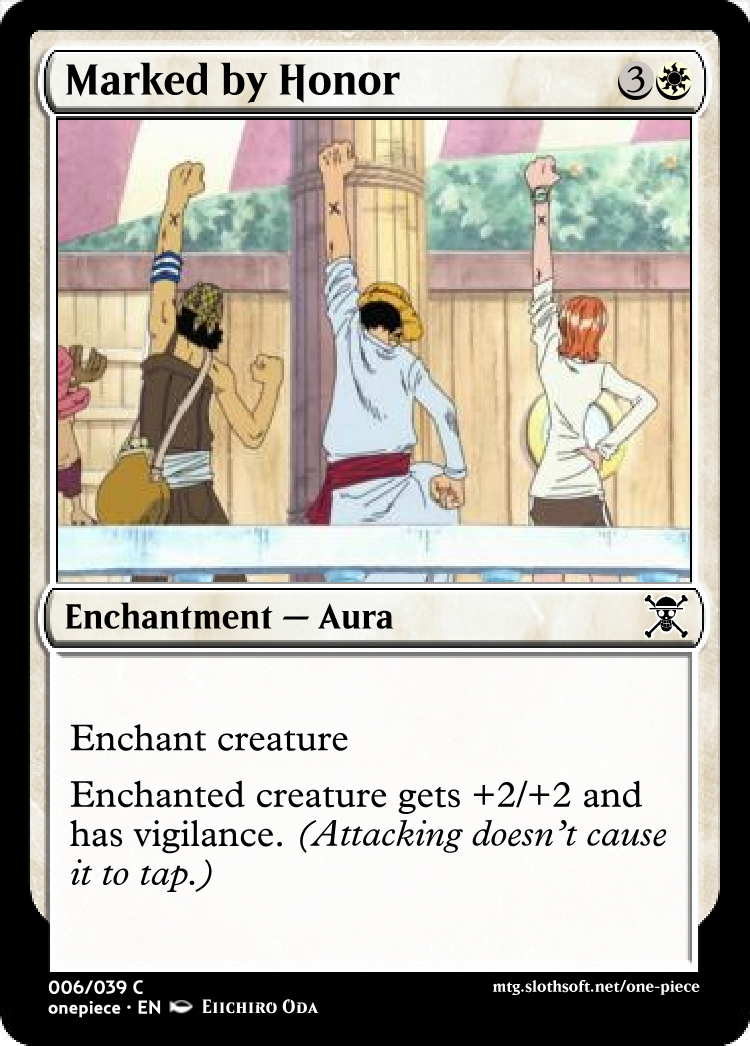 Marked by Honor 3
Enchantment — Aura
Enchant creature
Enchanted creature gets +2/+2 and
has vigilance. (Attacking doesn't cause
it to tap.)
006/039 C
mtg.slothsoft.net/one-piece
onepiece · EN Eiichiro Oda